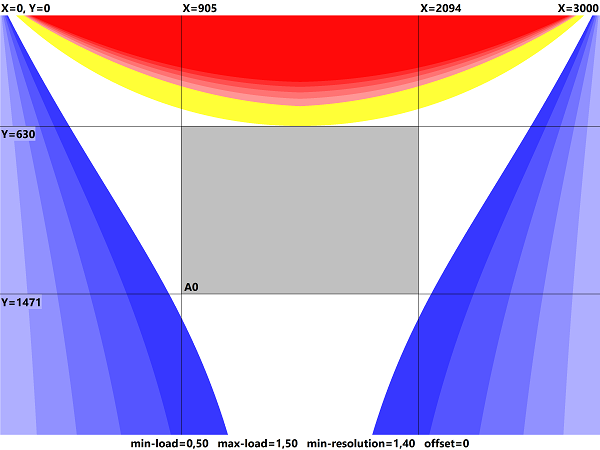 X=0, Y=0 X=905 X=2094 X=3000
Y=630
A0
Y=1471
min-load=0,50 max-load=1,50 min-resolution=1,40 offset=0